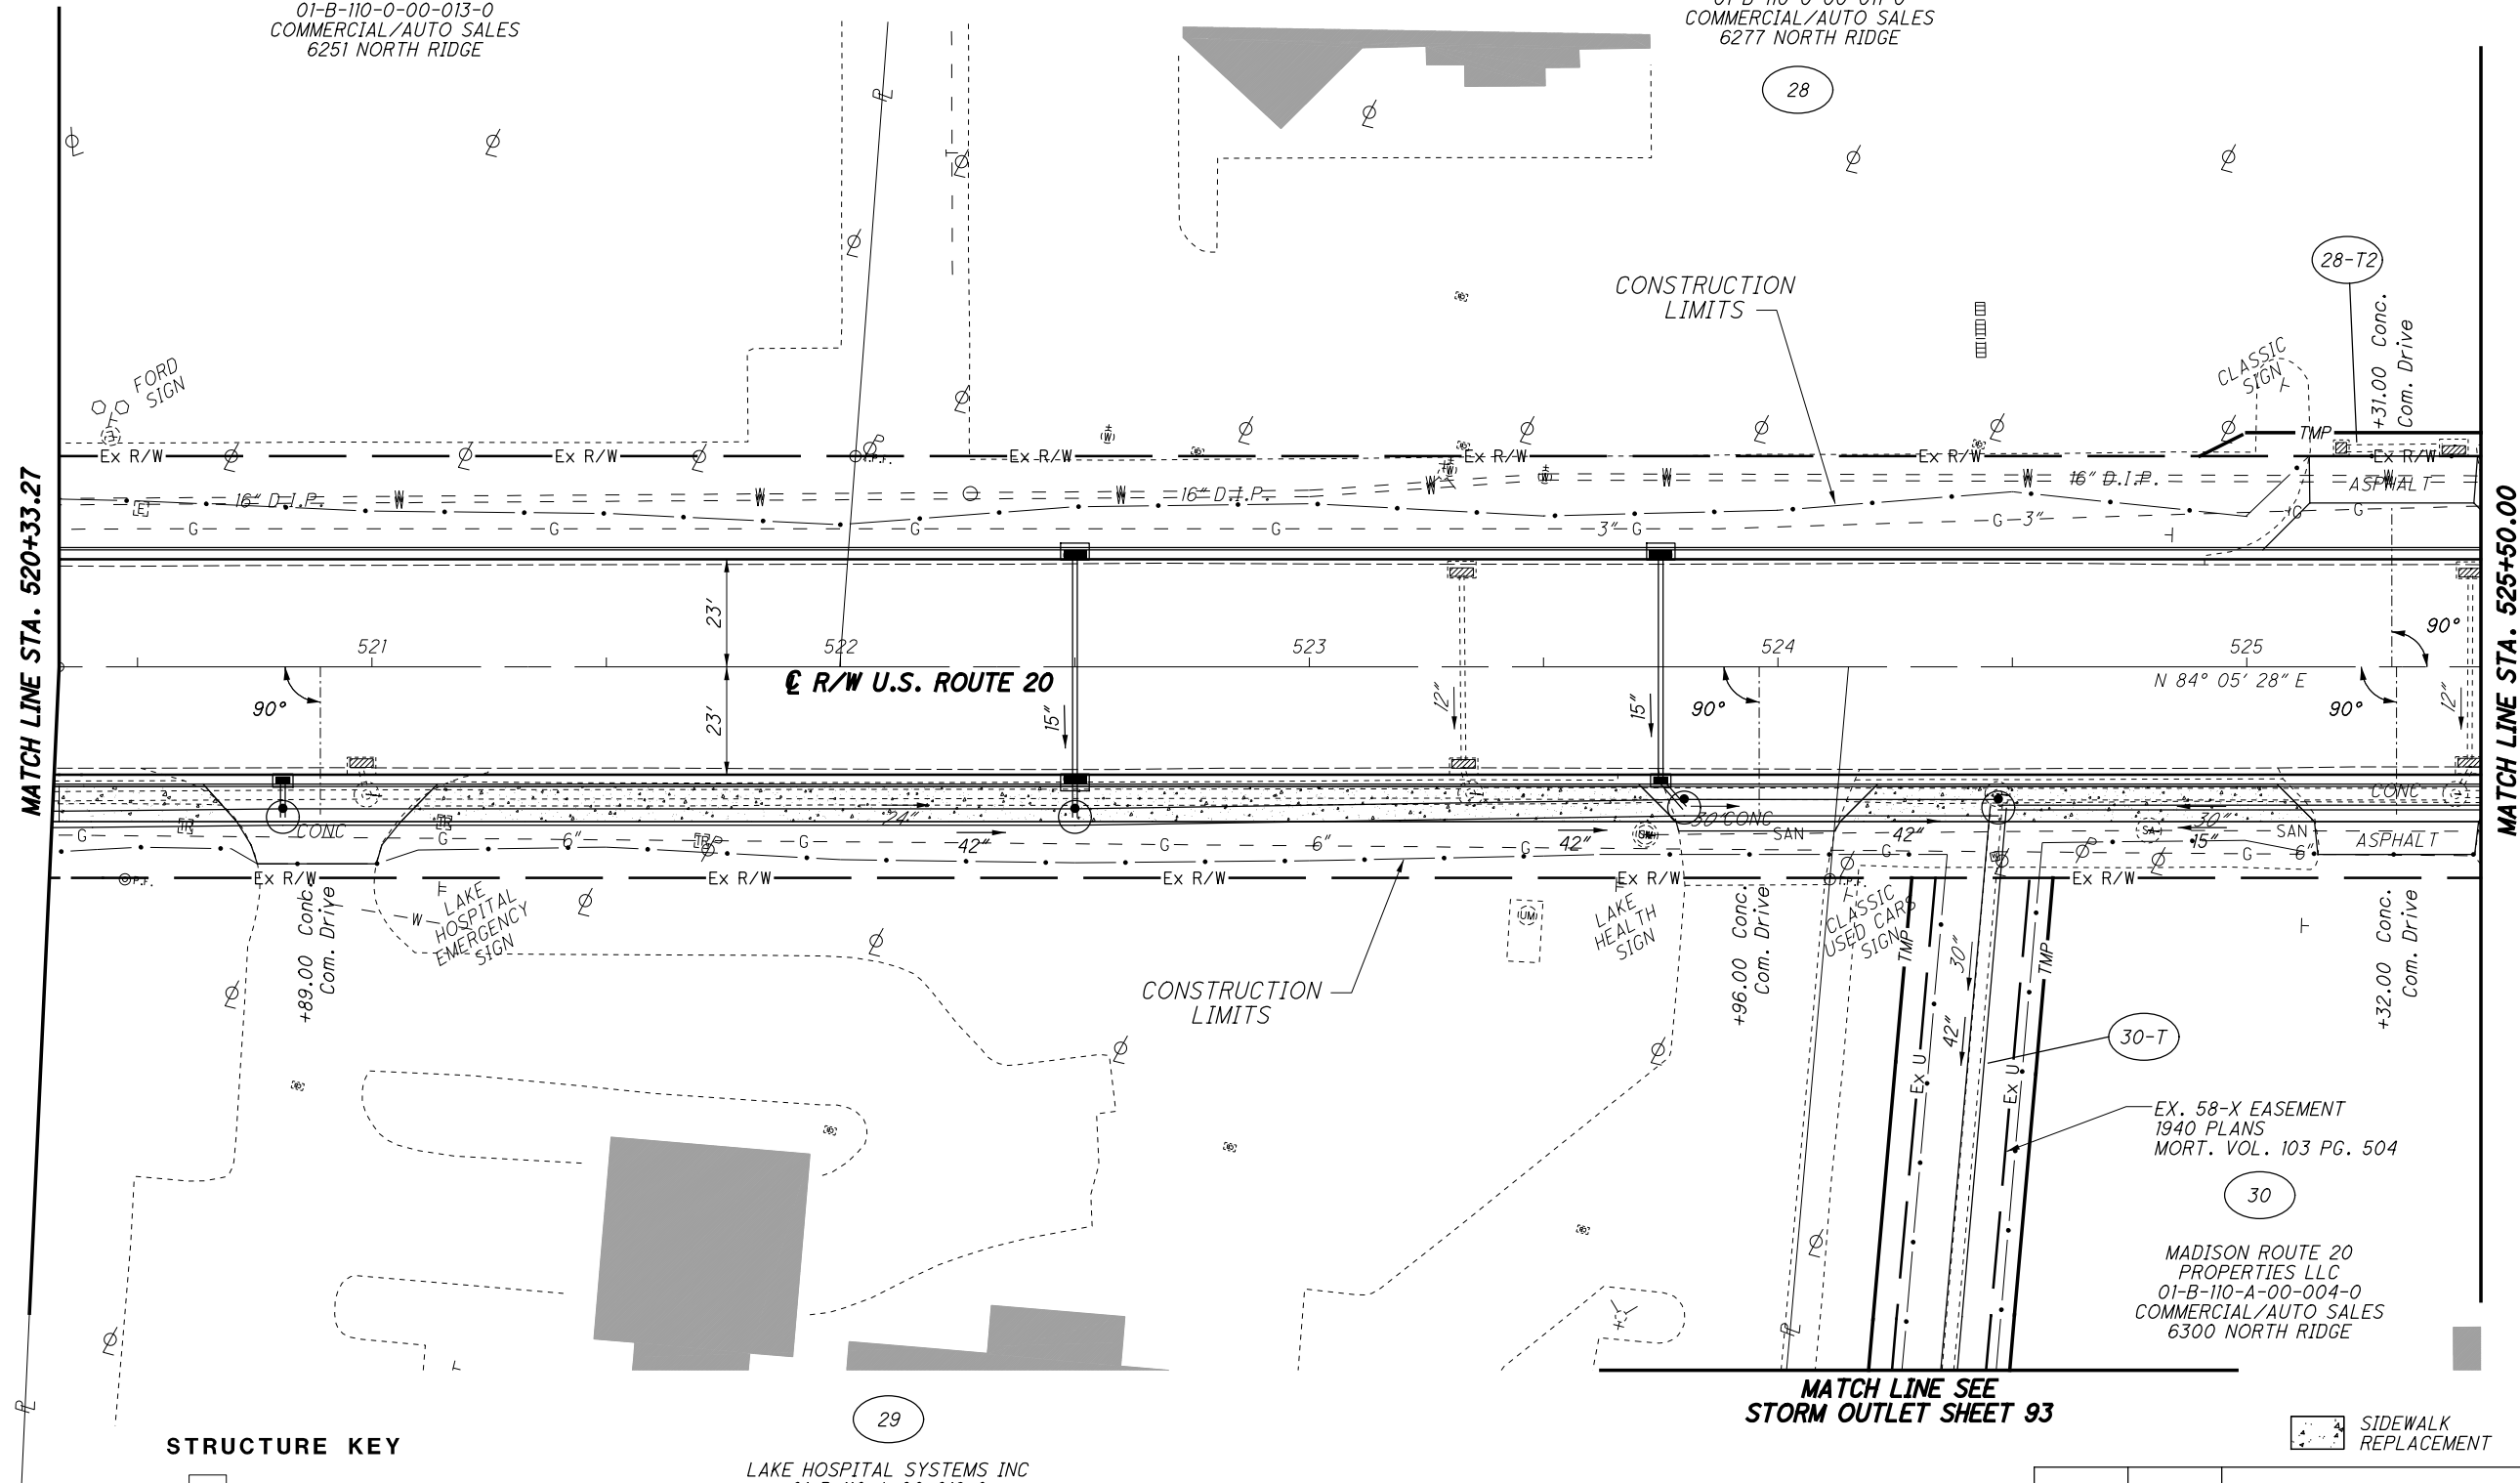 01-B-110-0-00-013-0
COMMERCIAL/AUTO SALES
6251 NORTH RIDGE
COMMERCIAL/AUTO SALES
6277 NORTH RIDGE
28
28-T2
CONSTRUCTION
LIMITS
+31.00 Conc.
Com. Drive
CLASSIC
SIGN
FORD
SIGN
TMP
Ex R/W
Ex R/W
Ex R/W
Ex R/W
Ex R/W
Ex R/W
I.P.F.
16" D.I.P.
W
W
W
16" D.I.P.
W
W
W
16" D.I.P.
W
ASPHALT
E
G
G
G
G
3"
G
G
3"
G
G
MATCH LINE STA. 520+33.27
MATCH LINE STA. 525+50.00
23'
23'
521
522
523
524
525
℄ R/W U.S. ROUTE 20
N 84° 05' 28" E
90°
90°
90°
90°
15"
12"
15"
12"
CONC
24"
30"
CONC
30"
CONC
G
G
6"
G
42"
G
6"
42"
SAN
42"
G
15"
SAN
G
6"
ASPHALT
I.P.F.
Ex R/W
Ex R/W
Ex R/W
Ex R/W
Ex R/W
I.P.F.
+89.00 Conc.
Com. Drive
W
LAKE
HOSPITAL
EMERGENCY
SIGN
UM
LAKE
HEALTH
SIGN
+96.00 Conc.
Com. Drive
CLASSIC
USED CARS
SIGN
TMP
30"
42"
TMP
+32.00 Conc.
Com. Drive
CONSTRUCTION
LIMITS
30-T
Ex U
Ex U
EX. 58-X EASEMENT
1940 PLANS
MORT. VOL. 103 PG. 504
30
MADISON ROUTE 20
PROPERTIES LLC
01-B-110-A-00-004-0
COMMERCIAL/AUTO SALES
6300 NORTH RIDGE
MATCH LINE SEE
STORM OUTLET SHEET 93
29
STRUCTURE KEY
SIDEWALK
REPLACEMENT
LAKE HOSPITAL SYSTEMS INC